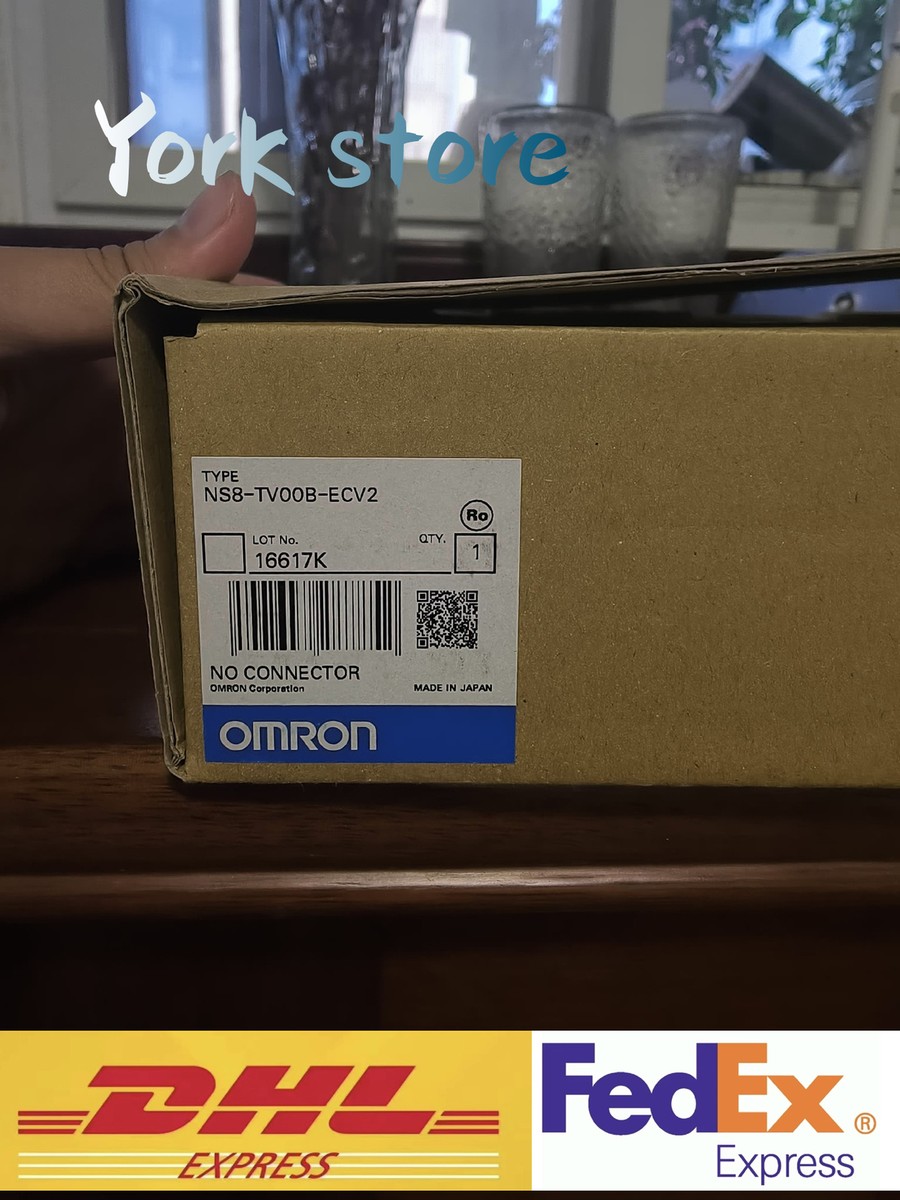 York store
TYPE
NS8-TV00B-ECV2
Ro
LOT No.
16617K
QTY.
1
NO CONNECTOR
OMRON Corporation
MADE IN JAPAN
OMRON
DHL
EXPRESS
FedEx®
Express